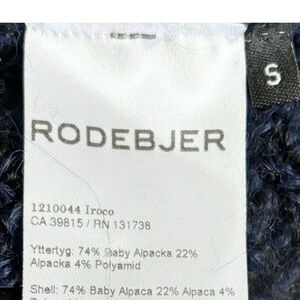 S
RODEBJER
1210044 Iroco
CA 39815 / RN 131738
Yttertyg: 74% Baby Alpacka 22%
Alpacka 4% Polyamid
Shell: 74% Baby Alpaca 22% Alpaca 4%